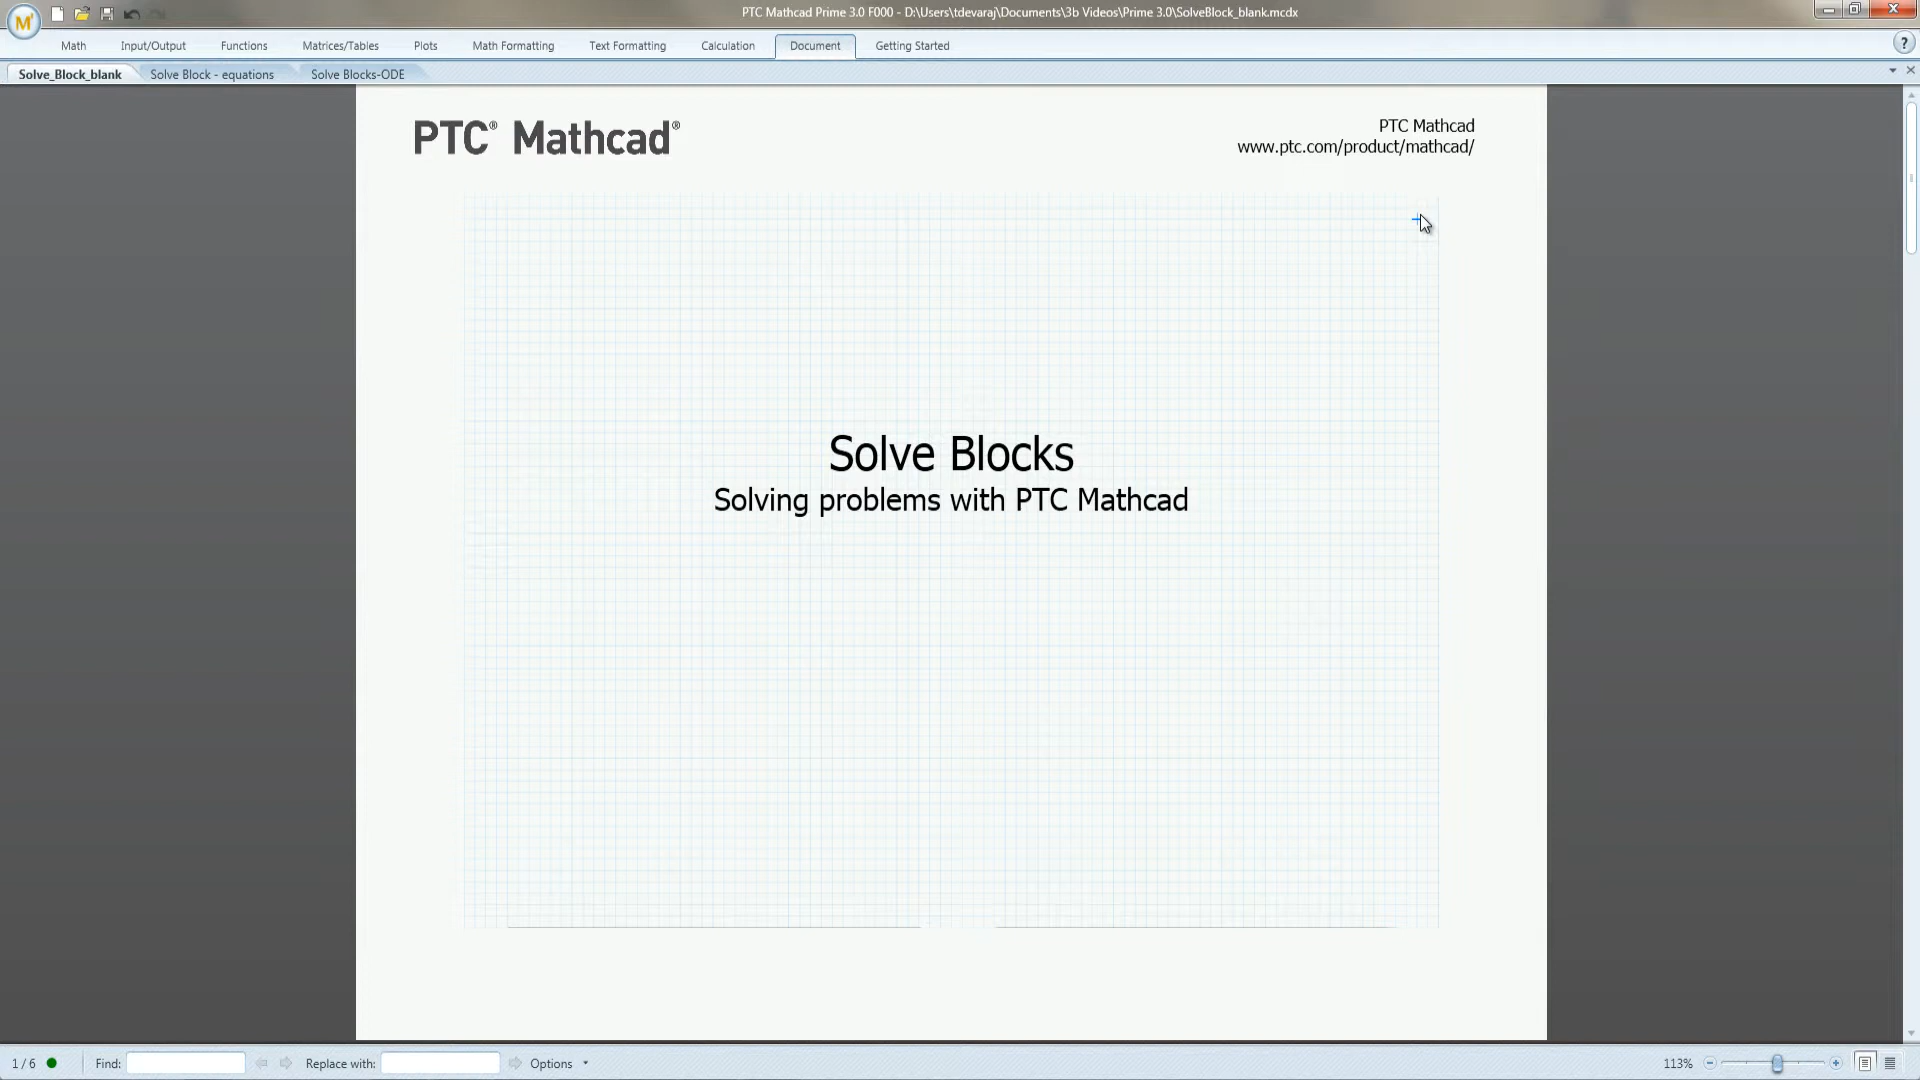 PTC Mathcad Prime 3.0 F000 - D:\Users\tdevaraj\Documents\3b Videos\Prime 3.0\SolveBlock_blank.mcdx
Math Input/Output Functions Matrices/Tables Plots Math Formatting Text Formatting Calculation Document Getting Started
Solve_Block_blank Solve Block - equations Solve Blocks-ODE
PTC® Mathcad®
PTC Mathcad
www.ptc.com/product/mathcad/
Solve Blocks
Solving problems with PTC Mathcad
1 / 6 Find: Replace with: Options 113%